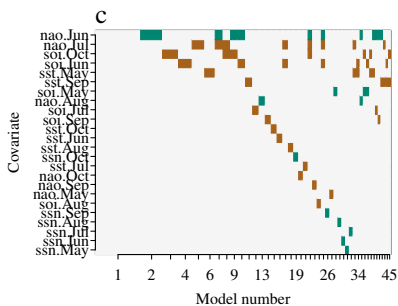 c
nao.Jun
nao.Jul
soi.Oct
soi.Jun
sst.May
sst.Sep
soi.May
nao.Aug
soi.Jul
soi.Sep
sst.Oct
sst.Jun
sst.Aug
ssn.Oct
sst.Jul
nao.Oct
nao.Sep
nao.May
soi.Aug
ssn.Sep
ssn.Aug
ssn.Jul
ssn.Jun
ssn.May
Covariate
1 2 4 6 9 13 19 26 34 45
Model number